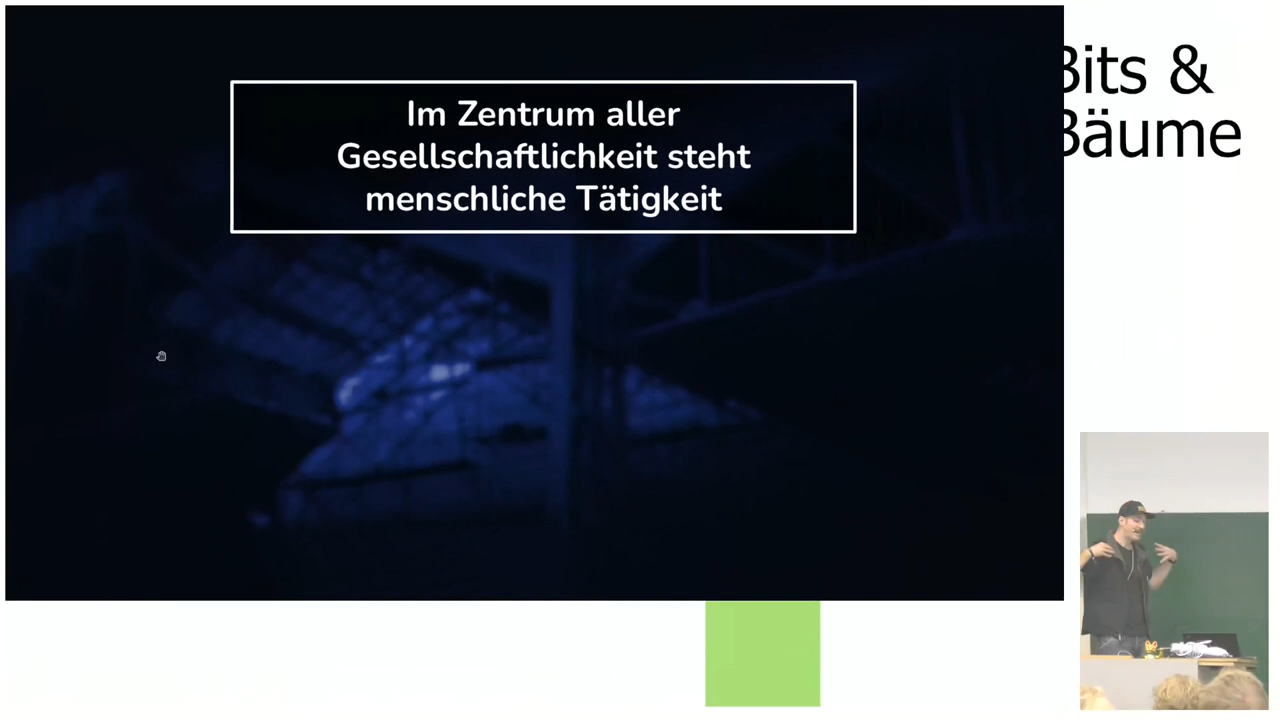 Im Zentrum aller
Gesellschaftlichkeit steht
menschliche Tätigkeit
Bits &
Bäume